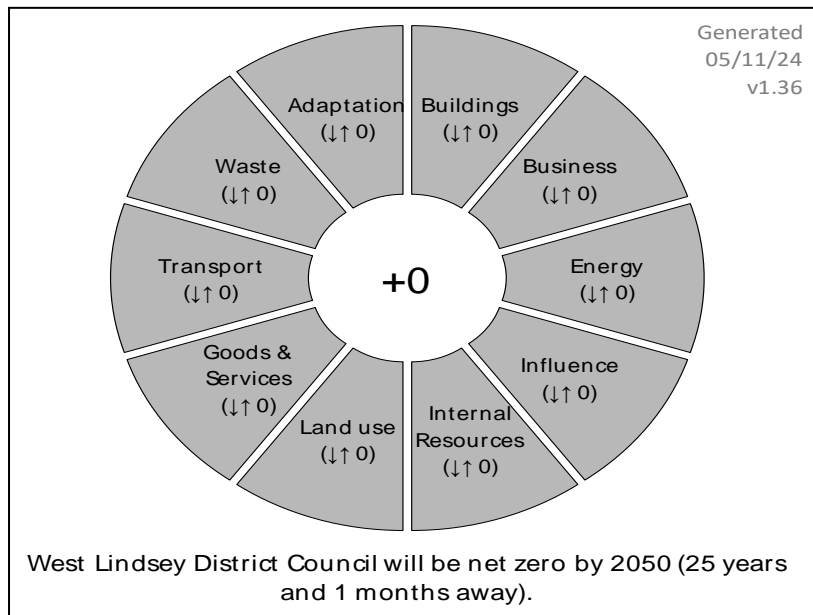 Generated
05/11/24
v1.36
Adaptation
(↓↑ 0)
Buildings
(↓↑ 0)
Business
(↓↑ 0)
Energy
(↓↑ 0)
Influence
(↓↑ 0)
Internal
Resources
(↓↑ 0)
Land use
(↓↑ 0)
Goods &
Services
(↓↑ 0)
Transport
(↓↑ 0)
Waste
(↓↑ 0)
+0
West Lindsey District Council will be net zero by 2050 (25 years
and 1 months away).